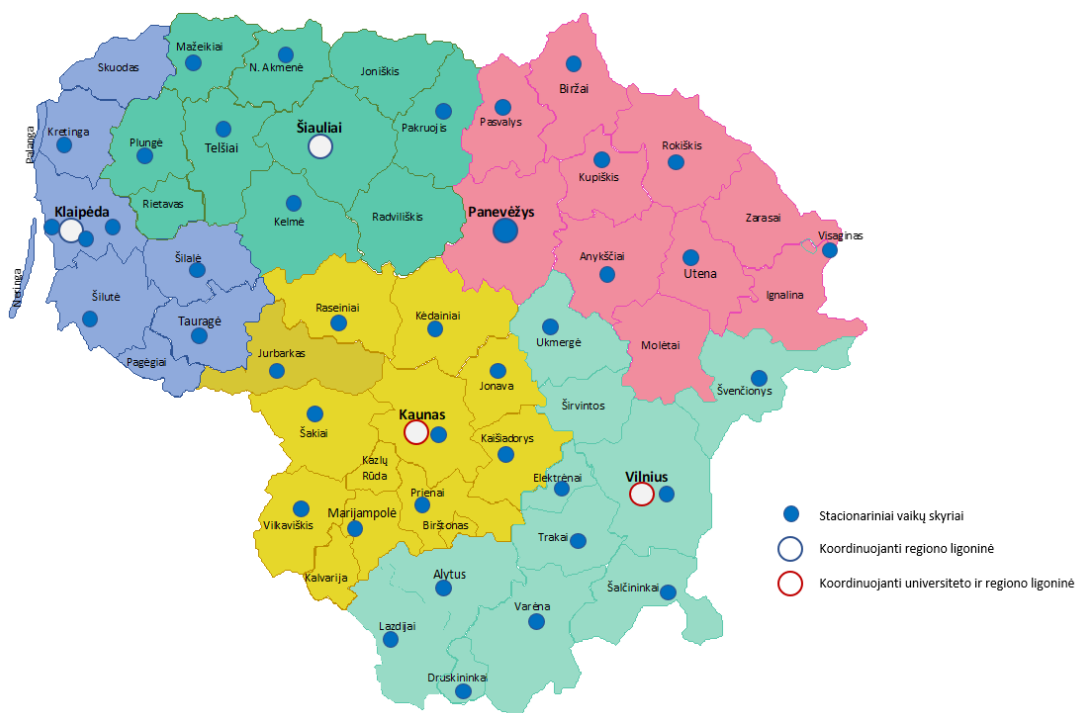 Mažeikiai
N. Akmenė
Skuodas
Joniškis
Biržai
Pasvalys
Kretinga
Palanga
Šiauliai
Pakruojis
Plungė
Telšiai
Rokiškis
Kupiškis
Rietavas
Kelmė
Radviliškis
Klaipėda
Panevėžys
Zarasai
Visaginas
Anykščiai
Utena
Šilalė
Neringa
Šilutė
Ignalina
Raseiniai
Kėdainiai
Tauragė
Ukmergė
Molėtai
Jurbarkas
Pagėgiai
Jonava
Švenčionys
Širvintos
Kaunas
Šakiai
Kaišiadorys
Kazlų
Rūda
Elektrėnai
Vilnius
Prienai
Vilkaviškis
Marijampolė
Birštonas
Trakai
Kalvarija
Alytus
Šalčininkai
Varėna
Lazdijai
Druskininkai
Stacionariniai vaikų skyriai
Koordinuojanti regiono ligoninė
Koordinuojanti universiteto ir regiono ligoninė